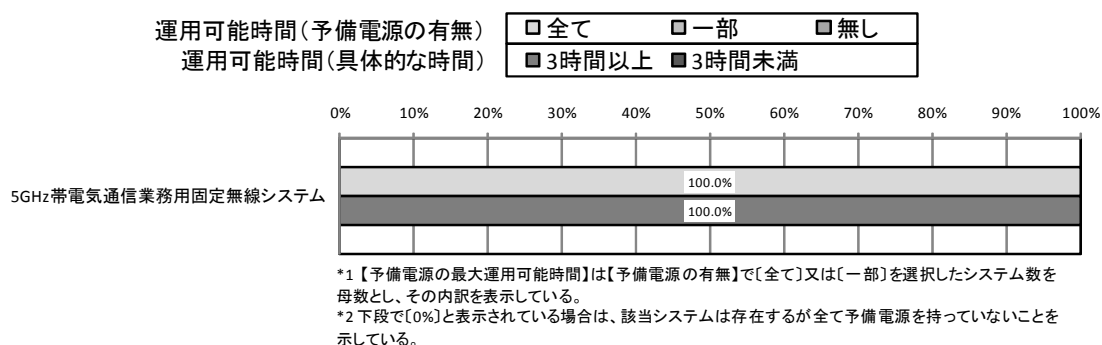 運用可能時間(予備電源の有無) 全て 一部 無し
運用可能時間(具体的な時間) 3時間以上 3時間未満
0% 10% 20% 30% 40% 50% 60% 70% 80% 90% 100%
100.0%
5GHz帯電気通信業務用固定無線システム
100.0%
*1 【予備電源の最大運用可能時間】は【予備電源の有無】で〔全て〕又は〔一部〕を選択したシステム数を
母数とし、その内訳を表示している。
*2 下段で〔0%〕と表示されている場合は、該当システムは存在するが全て予備電源を持っていないことを
示している。